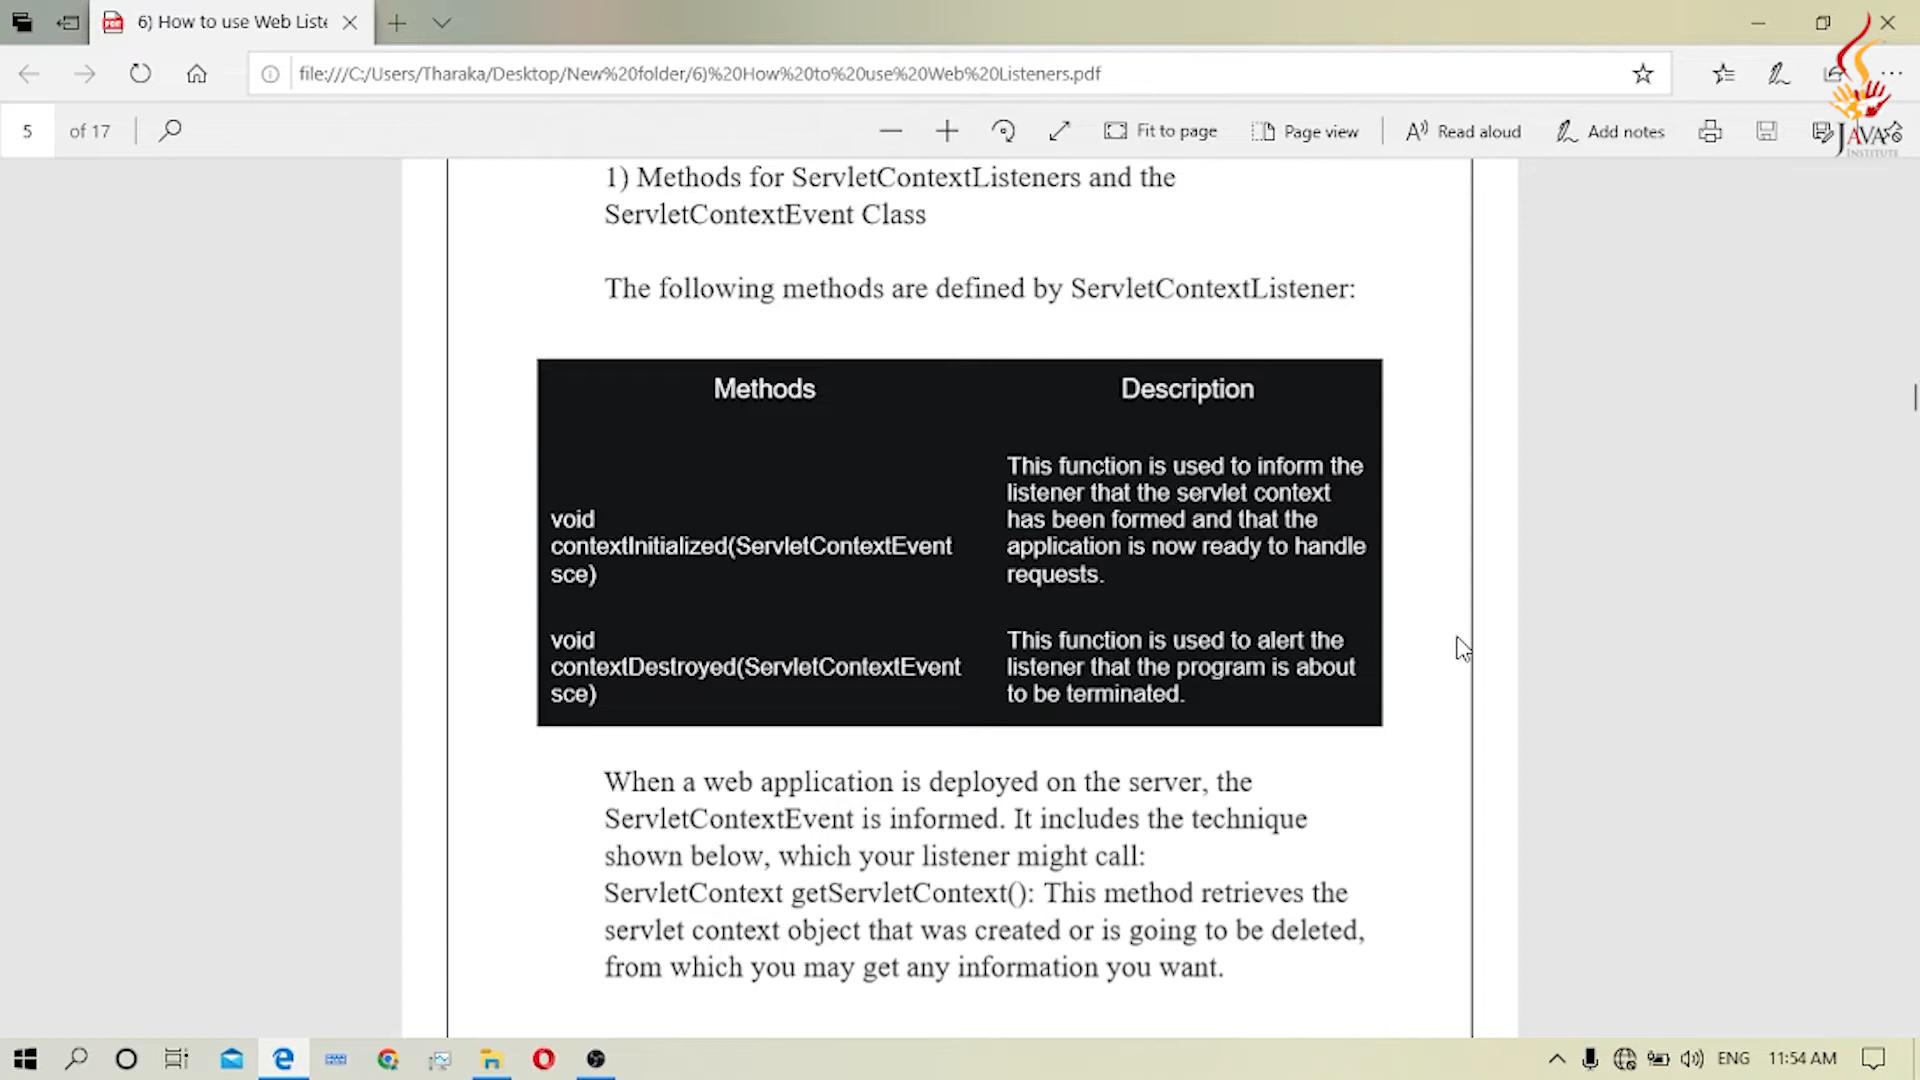 6) How to use Web Liste
file:///C:/Users/Tharaka/Desktop/New%20folder/6)%20How%20to%20use%20Web%20Listeners.pdf
5 of 17 Fit to page Page view Read aloud Add notes
JAVA
INSTITUTE
1) Methods for ServletContextListeners and the
ServletContextEvent Class
The following methods are defined by ServletContextListener:
Methods Description
void
contextInitialized(ServletContextEvent
sce)
This function is used to inform the
listener that the servlet context
has been formed and that the
application is now ready to handle
requests.
void
contextDestroyed(ServletContextEvent
sce)
This function is used to alert the
listener that the program is about
to be terminated.
When a web application is deployed on the server, the
ServletContextEvent is informed. It includes the technique
shown below, which your listener might call:
ServletContext getServletContext(): This method retrieves the
servlet context object that was created or is going to be deleted,
from which you may get any information you want.
ENG 11:54 AM